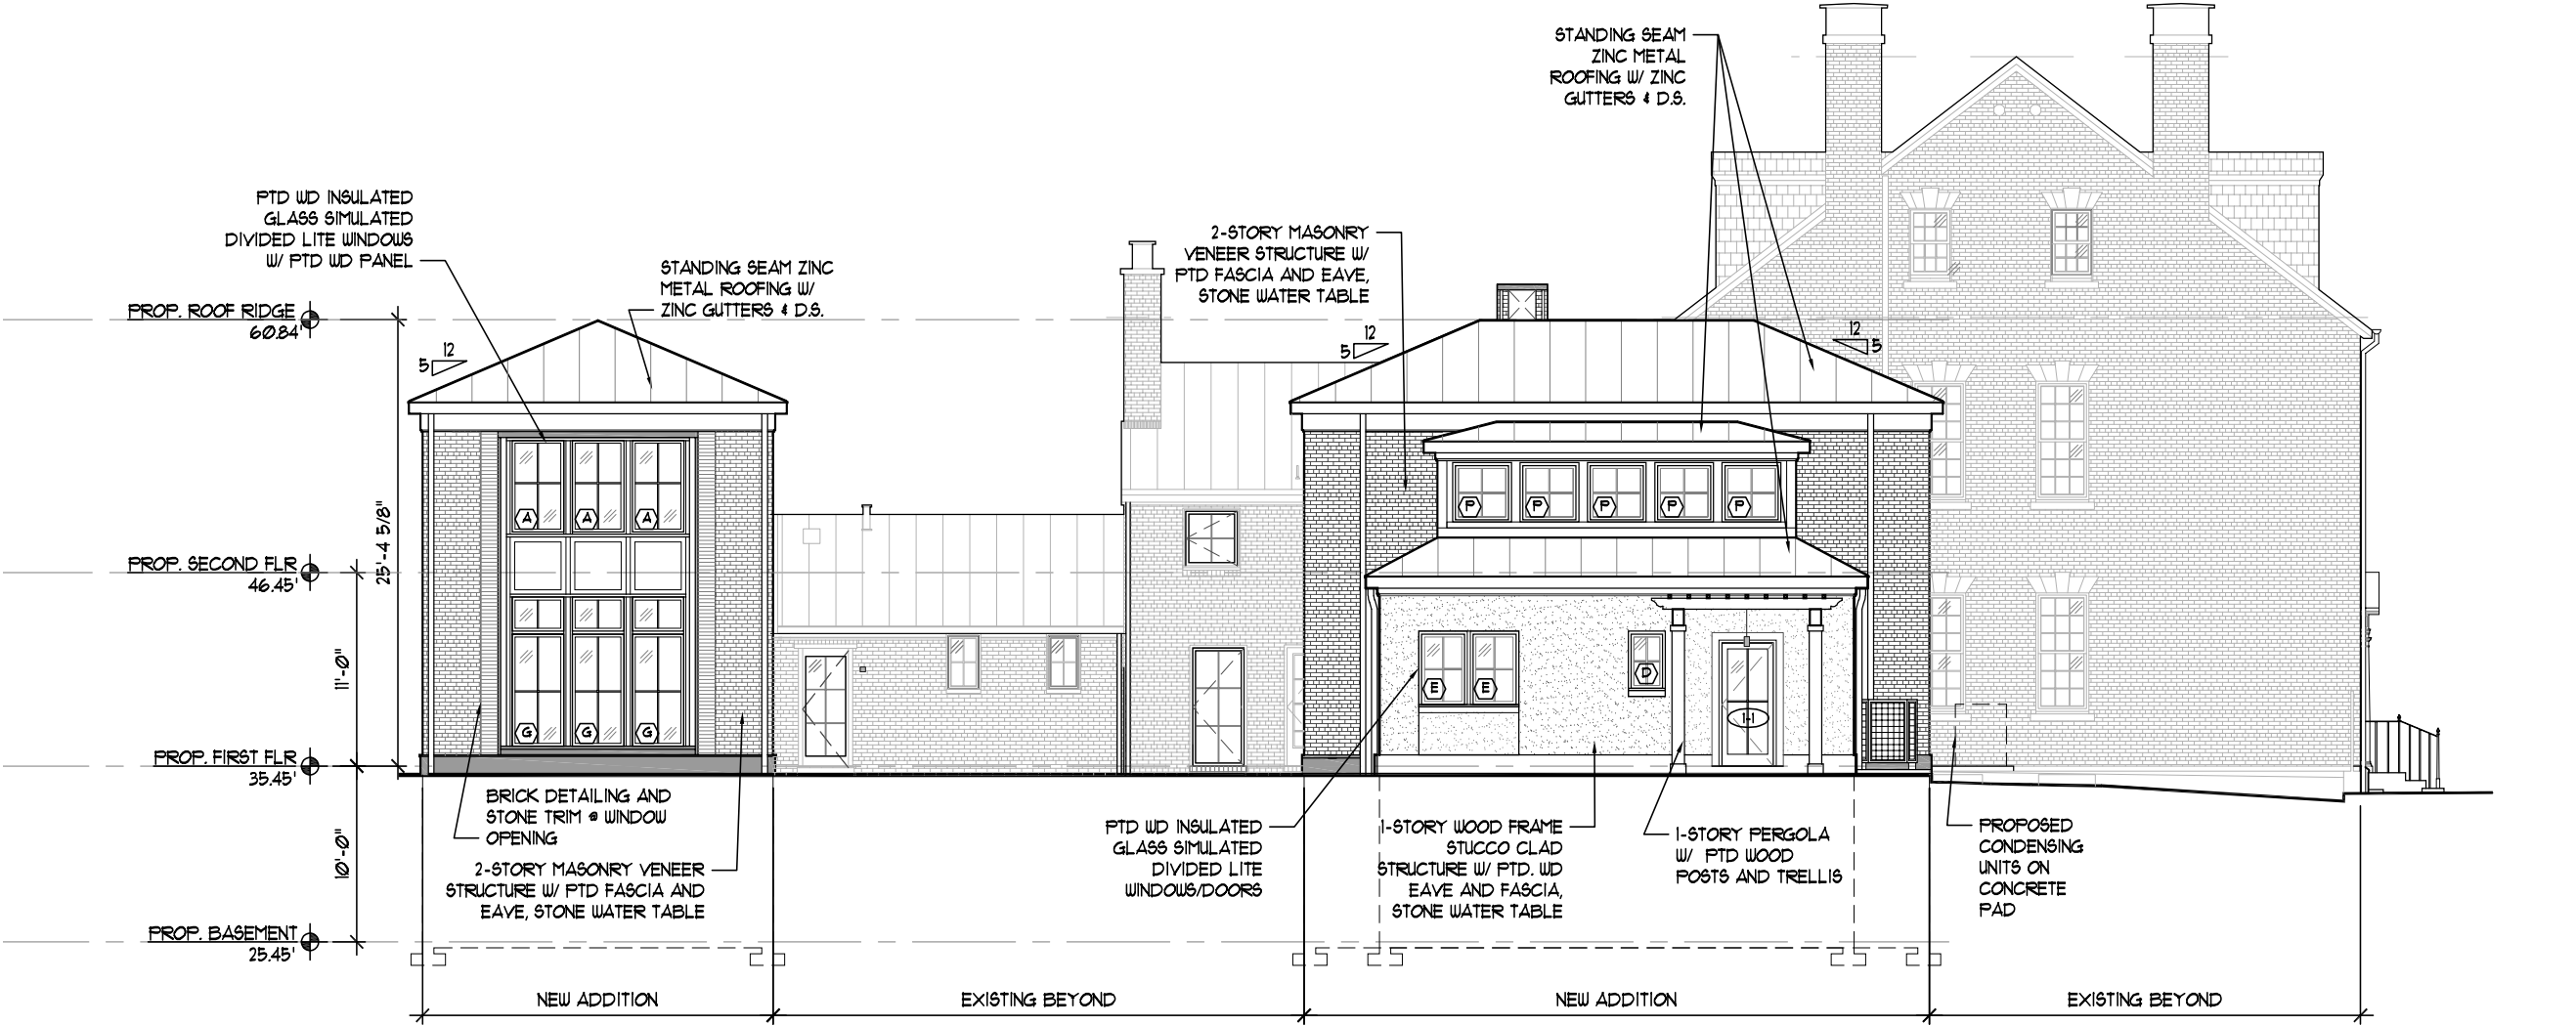 STANDING SEAM
ZINC METAL
ROOFING W/ ZINC
GUTTERS & D.S.
PTD WD INSULATED
GLASS SIMULATED
DIVIDED LITE WINDOWS
W/ PTD WD PANEL
STANDING SEAM ZINC
METAL ROOFING W/
ZINC GUTTERS & D.S.
2-STORY MASONRY
VENEER STRUCTURE W/
PTD FASCIA AND EAVE,
STONE WATER TABLE
PROP. ROOF RIDGE
60.84'
12
5
12
5
12
5
A A A
P P P P P
25'-4 5/8"
PROP. SECOND FLR
46.45'
11'-0"
E E
D
1-1
G G G
PROP. FIRST FLR
35.45'
10'-0"
BRICK DETAILING AND
STONE TRIM @ WINDOW
OPENING
2-STORY MASONRY VENEER
STRUCTURE W/ PTD FASCIA AND
EAVE, STONE WATER TABLE
PTD WD INSULATED
GLASS SIMULATED
DIVIDED LITE
WINDOWS/DOORS
1-STORY WOOD FRAME
STUCCO CLAD
STRUCTURE W/ PTD. WD
EAVE AND FASCIA,
STONE WATER TABLE
1-STORY PERGOLA
W/ PTD WOOD
POSTS AND TRELLIS
PROPOSED
CONDENSING
UNITS ON
CONCRETE
PAD
PROP. BASEMENT
25.45'
NEW ADDITION
EXISTING BEYOND
NEW ADDITION
EXISTING BEYOND